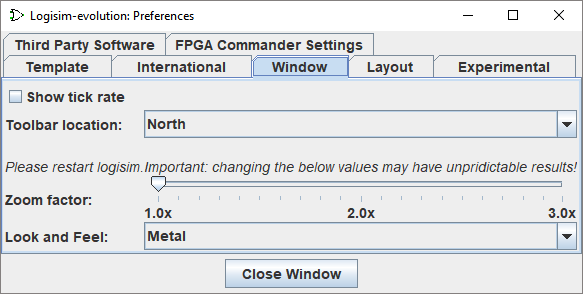 Logisim-evolution: Preferences
Third Party Software FPGA Commander Settings
Template International Window Layout Experimental
Show tick rate
Toolbar location: North
Please restart logisim.Important: changing the below values may have unpridictable results!
Zoom factor:
1.0x 2.0x 3.0x
Look and Feel: Metal
Close Window